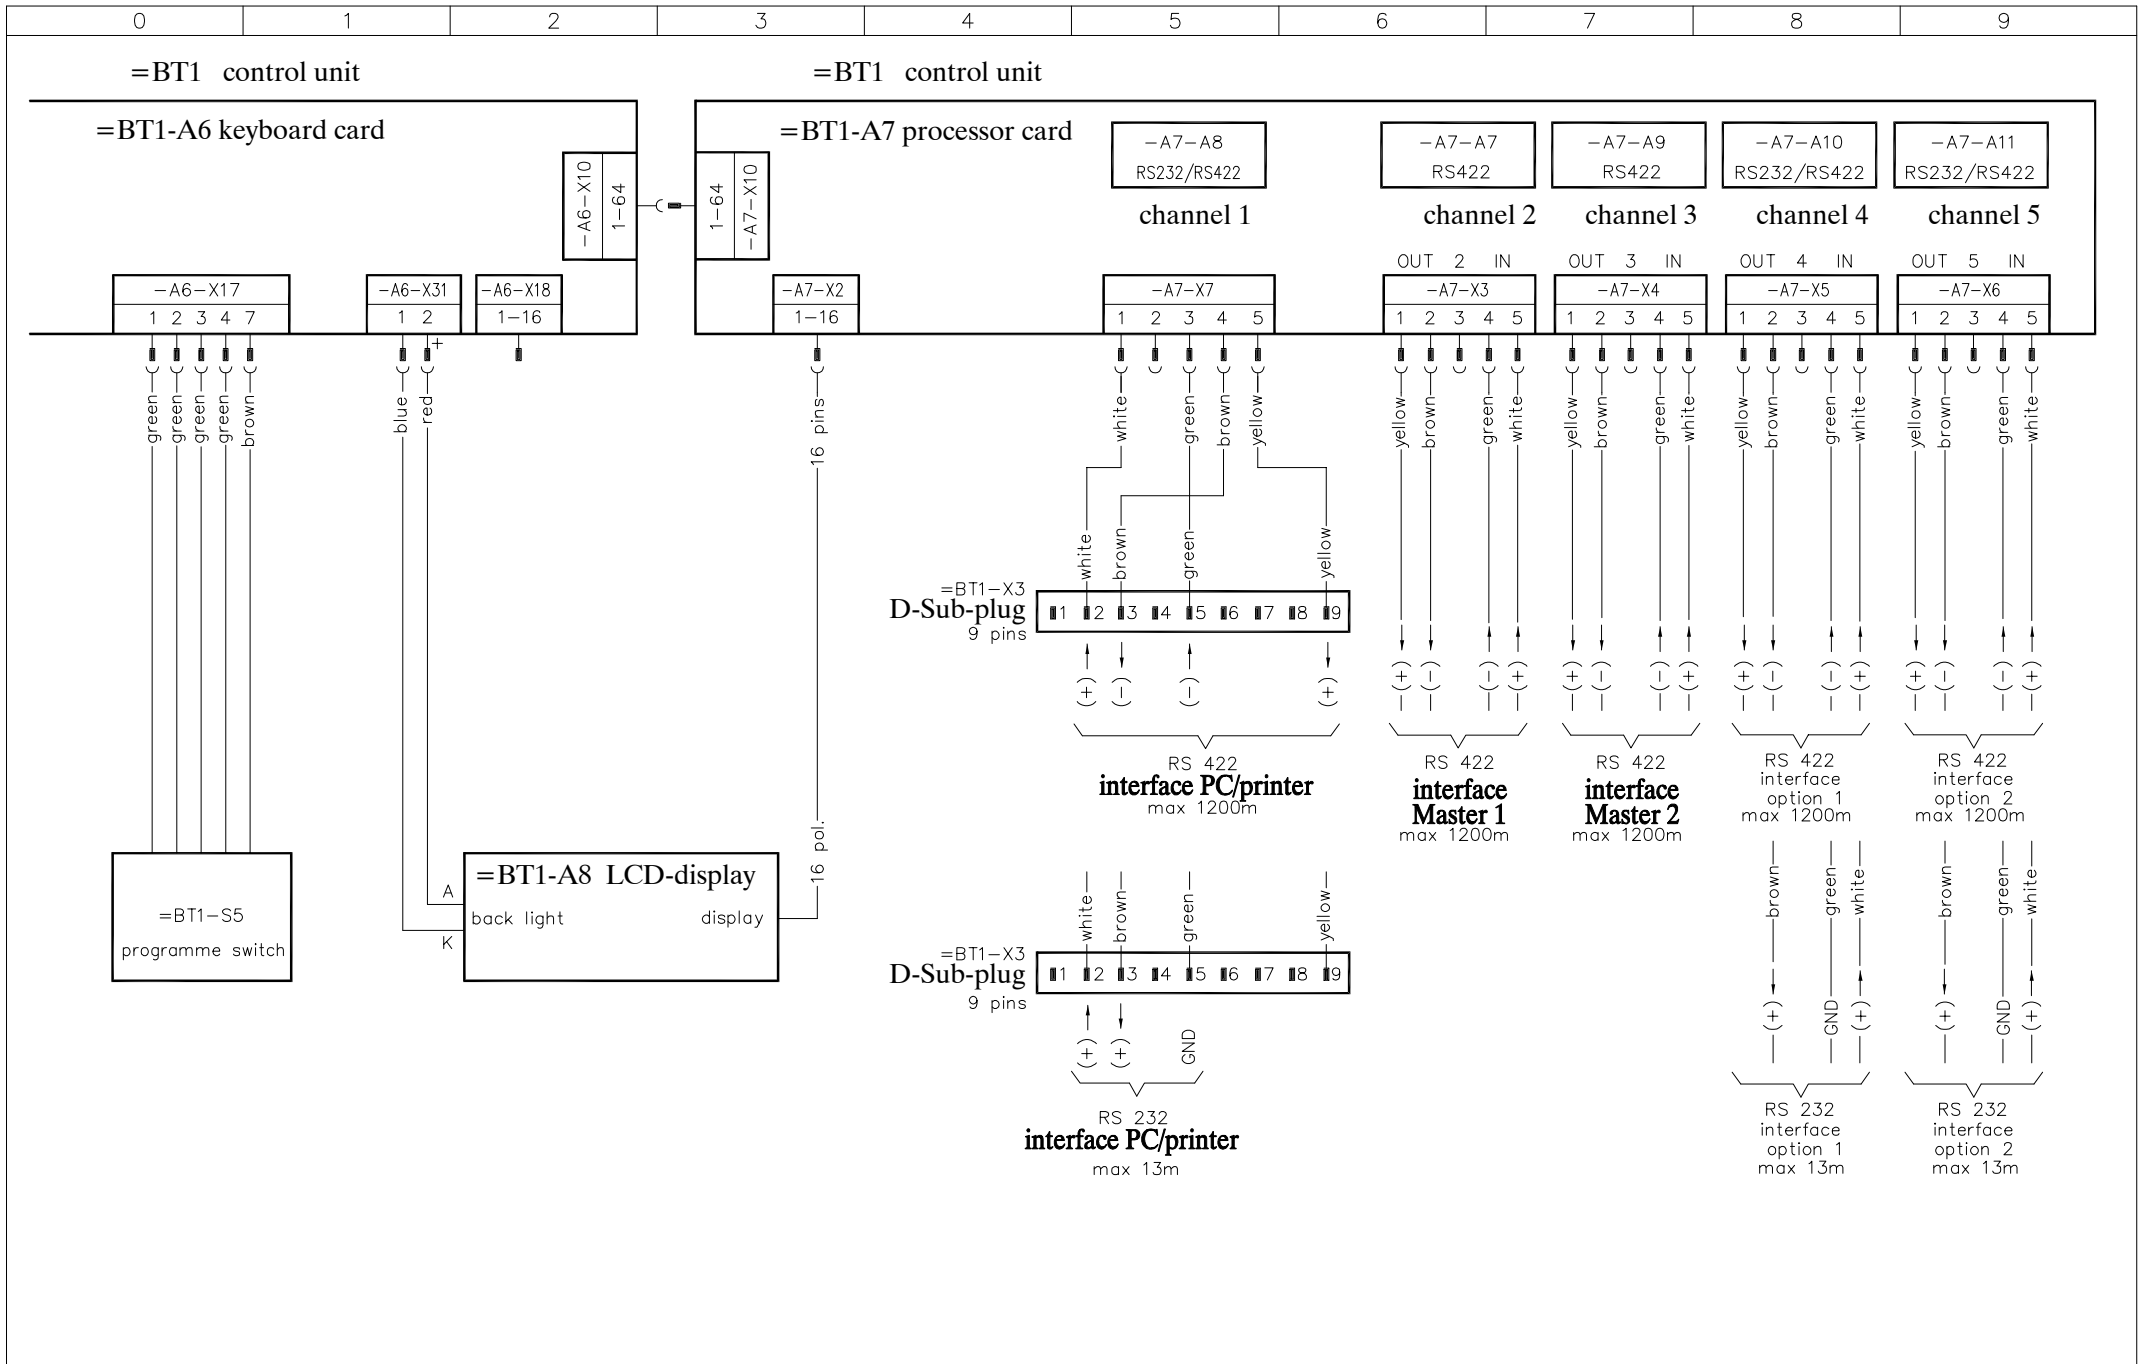 0 1 2 3 4 5 6 7 8 9
=BT1 control unit
=BT1 control unit
=BT1-A6 keyboard card
=BT1-A7 processor card
-A6-X10
1-64
1-64
-A7-X10
-A7-A8
RS232/RS422
channel 1
-A7-A7
RS422
channel 2
-A7-A9
RS422
channel 3
-A7-A10
RS232/RS422
channel 4
-A7-A11
RS232/RS422
channel 5
OUT 2 IN
OUT 3 IN
OUT 4 IN
OUT 5 IN
-A6-X17
1 2 3 4 7
-A6-X31
1 2
+
-A6-X18
1-16
-A7-X2
1-16
-A7-X7
1 2 3 4 5
-A7-X3
1 2 3 4 5
-A7-X4
1 2 3 4 5
-A7-X5
1 2 3 4 5
-A7-X6
1 2 3 4 5
green
green
green
green
brown
blue
red
16 pins
white
green
brown
yellow
yellow
brown
green
white
yellow
brown
green
white
yellow
brown
green
white
yellow
brown
green
white
white
brown
green
yellow
=BT1-X3
D-Sub-plug
9 pins
1 2 3 4 5 6 7 8 9
(+) (-) (-) (+)
(+) (-) (-) (+)
(+) (-) (-) (+)
(+) (-) (-) (+)
(+) (-) (-) (+)
RS 422
interface PC/printer
max 1200m
RS 422
interface
Master 1
max 1200m
RS 422
interface
Master 2
max 1200m
RS 422
interface
option 1
max 1200m
RS 422
interface
option 2
max 1200m
16 pol.
=BT1-S5
programme switch
=BT1-A8 LCD-display
A
back light
display
K
white
brown
green
yellow
=BT1-X3
D-Sub-plug
9 pins
1 2 3 4 5 6 7 8 9
(+) (+) GND
RS 232
interface PC/printer
max 13m
brown
green
white
(+) GND (+)
RS 232
interface
option 1
max 13m
brown
green
white
(+) GND (+)
RS 232
interface
option 2
max 13m